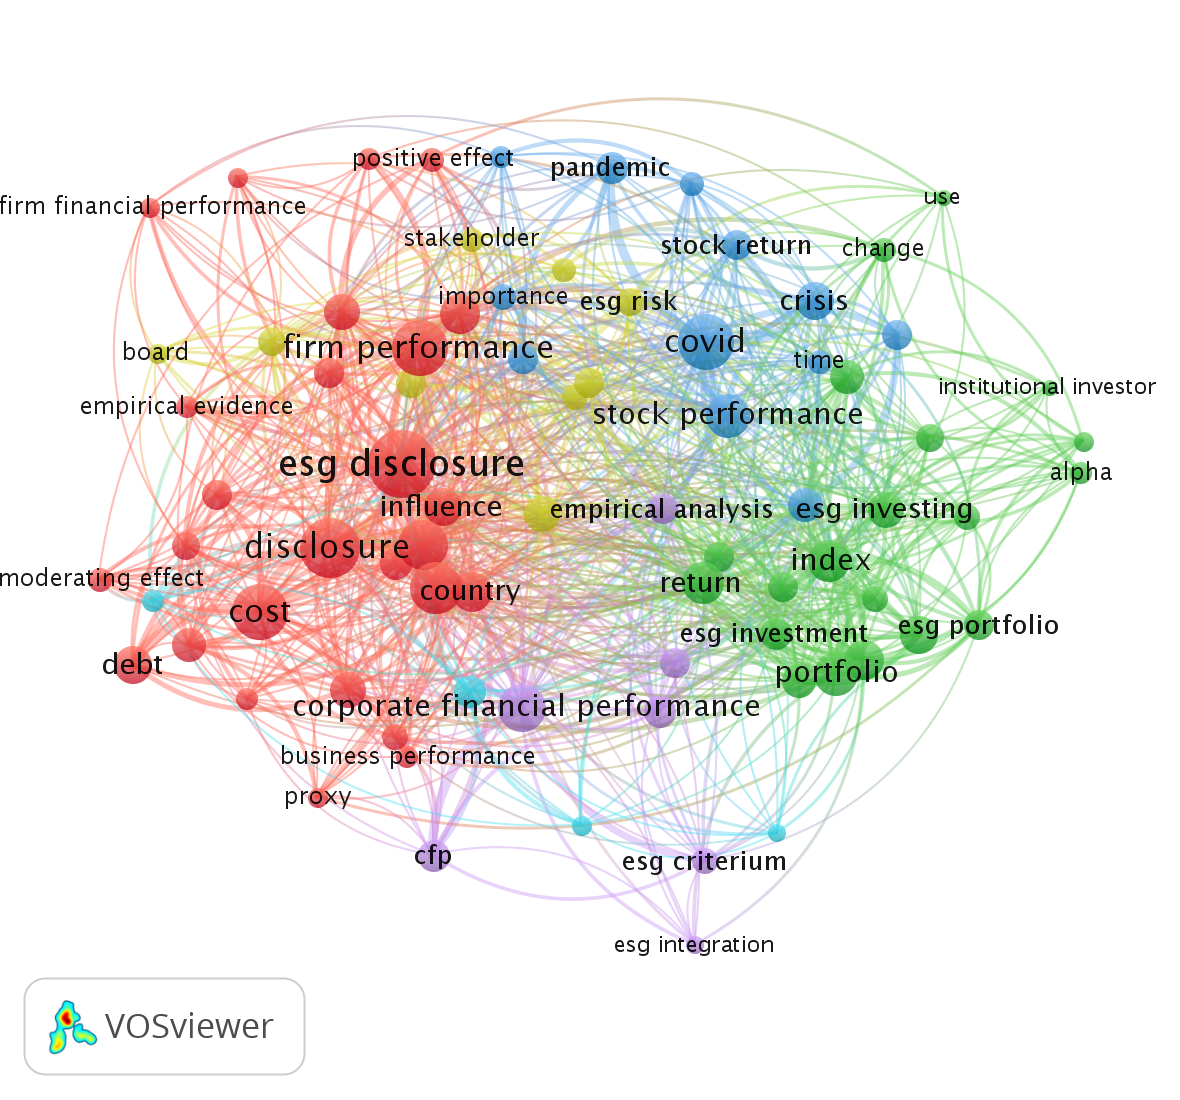 positive effect
pandemic
firm financial performance
use
stakeholder
stock return
change
importance
esg risk
crisis
firm performance
covid
board
time
institutional investor
empirical evidence
stock performance
esg disclosure
alpha
influence
empirical analysis
esg investing
disclosure
index
moderating effect
country
return
cost
esg investment
esg portfolio
debt
portfolio
corporate financial performance
business performance
proxy
cfp
esg criterium
esg integration
VOSviewer